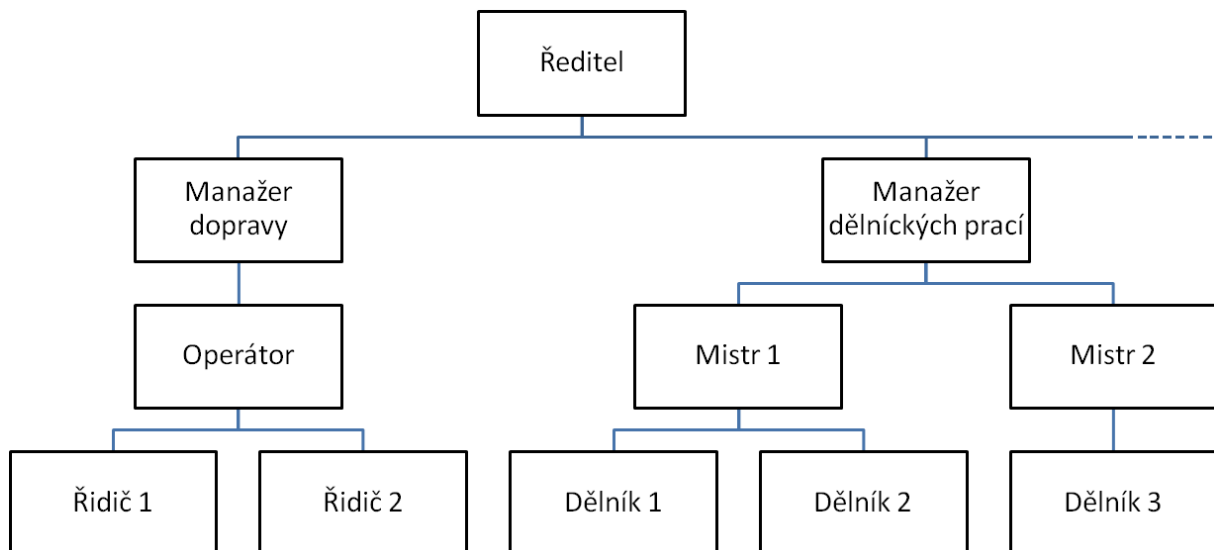 Ředitel
Manažer
dopravy
Manažer
dělníckých prací
Operátor
Mistr 1
Mistr 2
Řidič 1
Řidič 2
Dělník 1
Dělník 2
Dělník 3